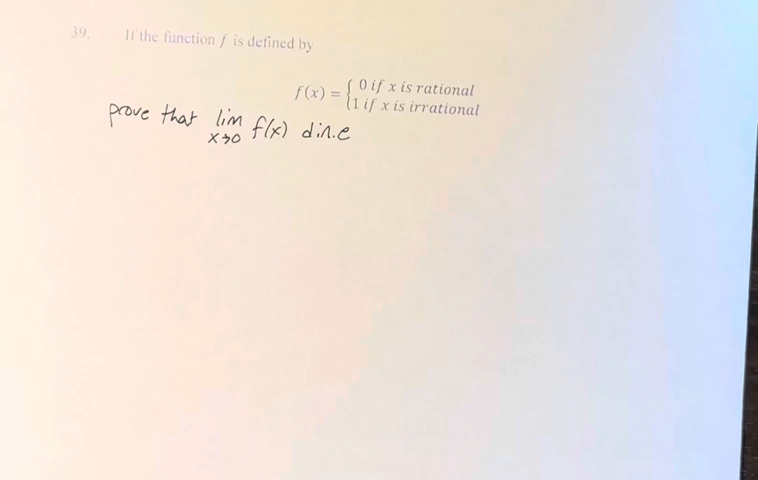 39. If the function f is defined by
f(x) = { 0 if x is rational
1 if x is irrational
prove that lim f(x) d.n.e
x→0